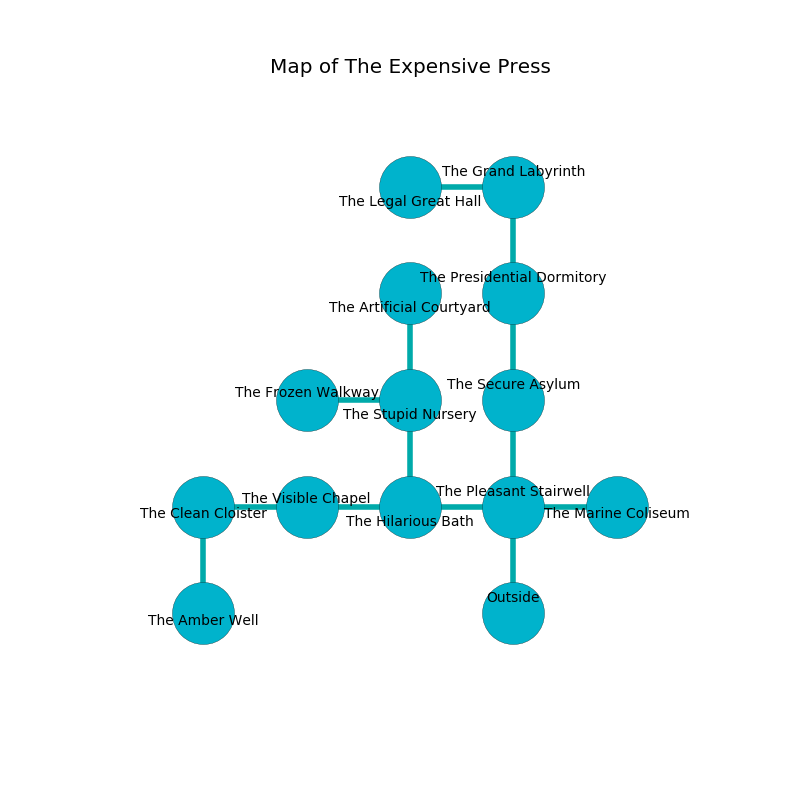 Map of The Expensive Press
The Grand Labyrinth
The Legal Great Hall
The Presidential Dormitory
The Artificial Courtyard
The Secure Asylum
The Frozen Walkway
The Stupid Nursery
The Pleasant Stairwell
The Visible Chapel
The Clean Cloister
The Marine Coliseum
The Hilarious Bath
Outside
The Amber Well